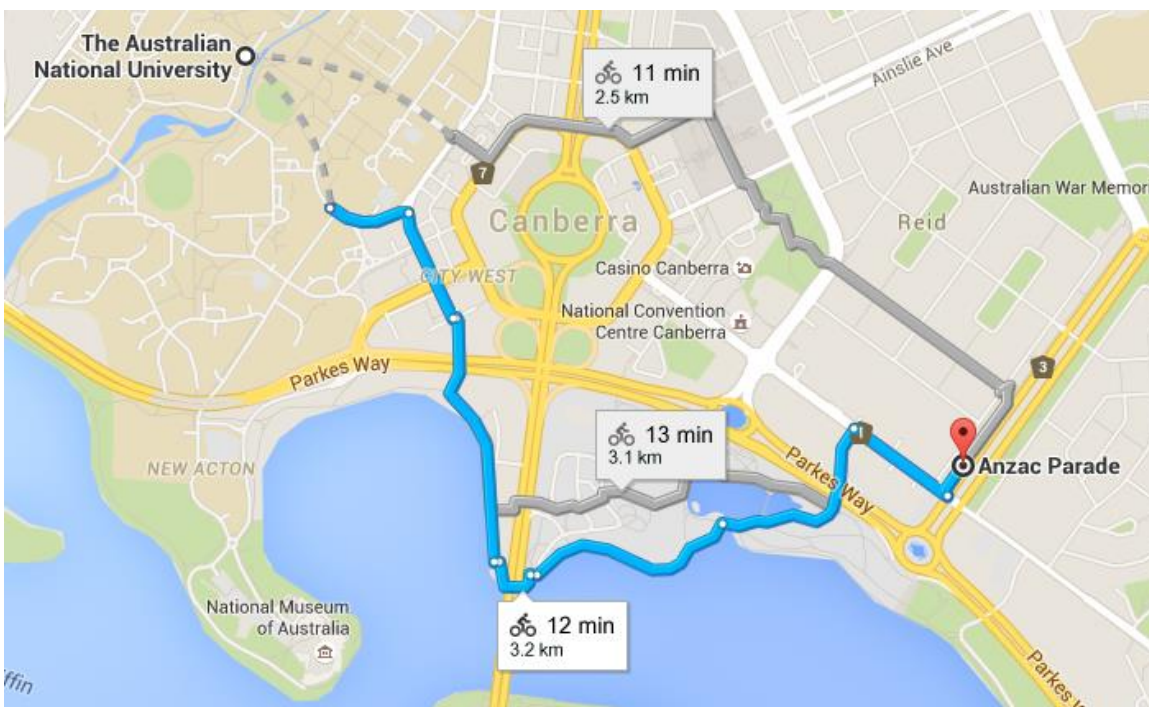 The Australian
National University
11 min
2.5 km
Ainslie Ave
7
Australian War Memor
Canberra
Reid
CITY WEST
Casino Canberra
National Convention
Centre Canberra
Parkes Way
3
13 min
3.1 km
1
Anzac Parade
NEW ACTON
Parkes Way
National Museum
of Australia
12 min
3.2 km
Parkes Way
ffin